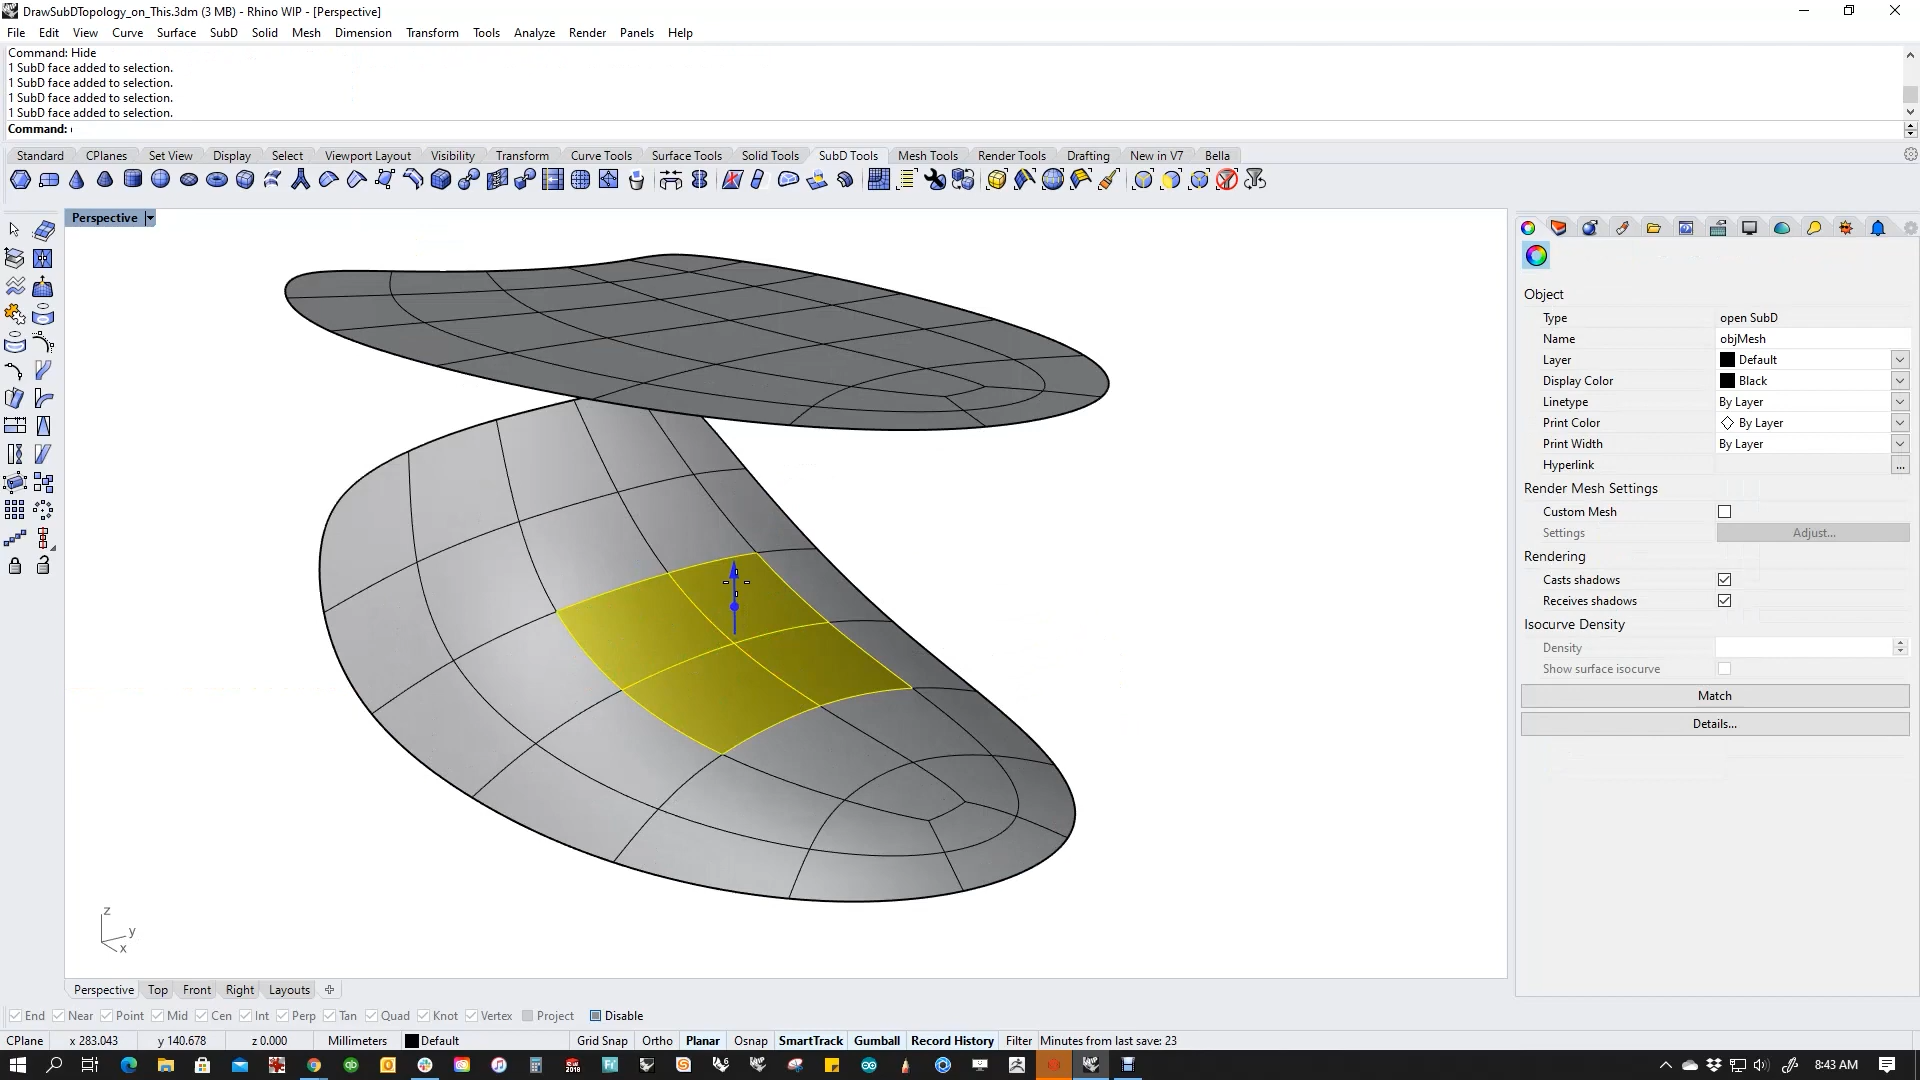 DrawSubDTopology_on_This.3dm (3 MB) - Rhino WIP - [Perspective]
File Edit View Curve Surface SubD Solid Mesh Dimension Transform Tools Analyze Render Panels Help
Command: Hide
1 SubD face added to selection.
1 SubD face added to selection.
1 SubD face added to selection.
1 SubD face added to selection.
Command:
Standard CPlanes Set View Display Select Viewport Layout Visibility Transform Curve Tools Surface Tools Solid Tools SubD Tools Mesh Tools Render Tools Drafting New in V7 Bella
Perspective
Object
Type open SubD
Name objMesh
Layer Default
Display Color Black
Linetype By Layer
Print Color By Layer
Print Width By Layer
Hyperlink ...
Render Mesh Settings
Custom Mesh
Settings Adjust...
Rendering
Casts shadows
Receives shadows
Isocurve Density
Density
Show surface isocurve
Match
Details...
z
y
x
Perspective Top Front Right Layouts
End Near Point Mid Cen Int Perp Tan Quad Knot Vertex Project Disable
CPlane x 283.043 y 140.678 z 0.000 Millimeters Default Grid Snap Ortho Planar Osnap SmartTrack Gumball Record History Filter Minutes from last save: 23
8:43 AM